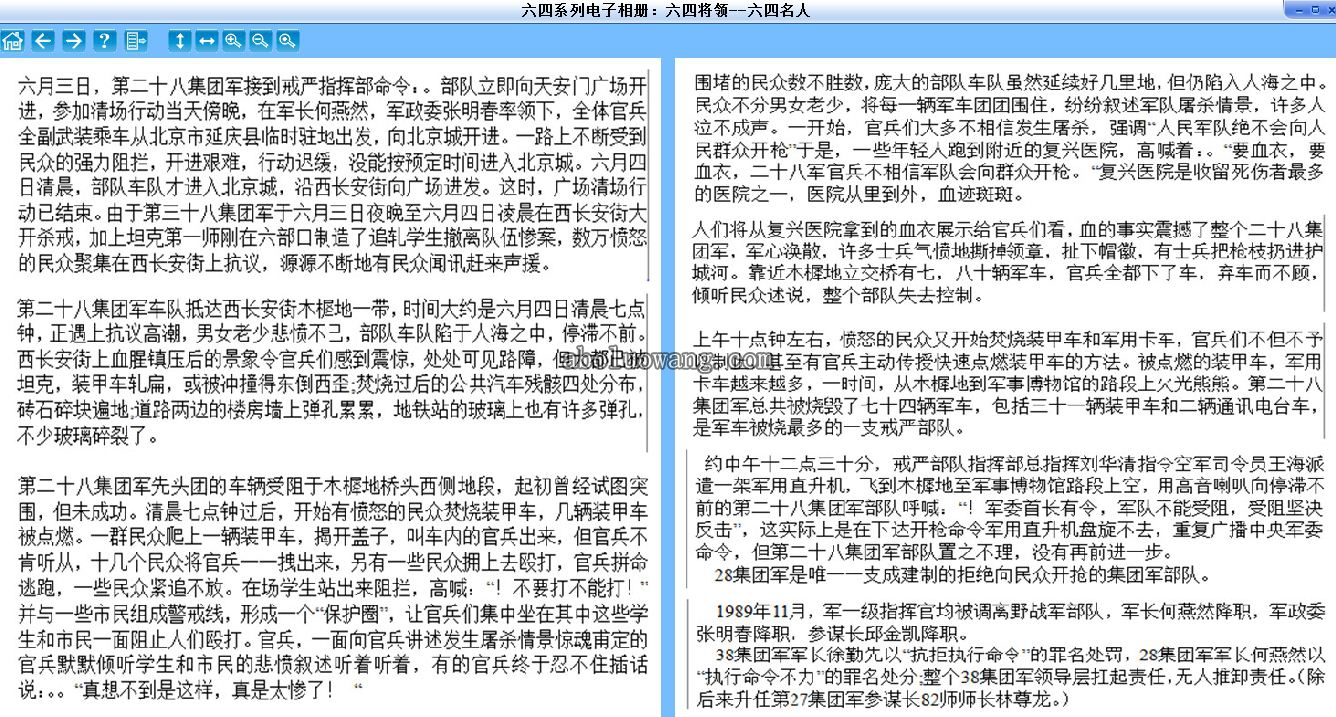 六四系列电子相册：六四将领--六四名人
六月三日，第二十八集团军接到戒严指挥部命令：。部队立即向天安门广场开
进，参加清场行动当天傍晚，在军长何燕然，军政委张明春率领下，全体官兵
全副武装乘车从北京市延庆县临时驻地出发，向北京城开进。一路上不断受到
民众的强力阻拦，开进艰难，行动迟缓，没能按预定时间进入北京城。六月四
日清晨，部队车队才进入北京城，沿西长安街向广场进发。这时，广场清场行
动已结束。由于第三十八集团军于六月三日夜晚至六月四日凌晨在西长安街大
开杀戒，加上坦克第一师刚在六部口制造了追轧学生撤离队伍惨案，数万愤怒
的民众聚集在西长安街上抗议，源源不断地有民众闻讯赶来声援。
第二十八集团军车队抵达西长安街木樨地一带，时间大约是六月四日清晨七点
钟，正遇上抗议高潮，男女老少悲愤不已，部队车队陷于人海之中，停滞不前。
西长安街上血腥镇压后的景象令官兵们感到震惊，处处可见路障，但大都被
坦克，装甲车轧扁，或被冲撞得东倒西歪;焚烧过后的公共汽车残骸四处分布，
砖石碎块遍地;道路两边的楼房墙上弹孔累累，地铁站的玻璃上也有许多弹孔，
不少玻璃碎裂了。
第二十八集团军先头团的车辆受阻于木樨地桥头西侧地段，起初曾经试图突
围，但未成功。清晨七点钟过后，开始有愤怒的民众焚烧装甲车，几辆装甲车
被点燃。一群民众爬上一辆装甲车，揭开盖子，叫车内的官兵出来，但官兵不
肯听从，十几个民众将官兵一一拽出来，另有一些民众拥上去殴打，官兵拼命
逃跑，一些民众紧追不放。在场学生站出来阻拦，高喊：“！不要打不能打！”
并与一些市民组成警戒线，形成一个“保护圈”，让官兵们集中坐在其中这些学
生和市民一面阻止人们殴打。官兵，一面向官兵讲述发生屠杀情景惊魂甫定的
官兵默默倾听学生和市民的悲愤叙述听着听着，有的官兵终于忍不住插话
说：。。“真想不到是这样，真是太惨了！ “
围堵的民众数不胜数，庞大的部队车队虽然延续好几里地，但仍陷入人海之中。
民众不分男女老少，将每一辆军车团团围住，纷纷叙述军队屠杀情景，许多人
泣不成声。一开始，官兵们大多不相信发生屠杀，强调“人民军队绝不会向人
民群众开枪”于是，一些年轻人跑到附近的复兴医院，高喊着：。“要血衣，要
血衣，二十八军官兵不相信军队会向群众开枪。“复兴医院是收留死伤者最多
的医院之一，医院从里到外，血迹斑斑。
人们将从复兴医院拿到的血衣展示给官兵们看，血的事实震撼了整个二十八集
团军，军心涣散，许多士兵气愤地撕掉领章，扯下帽徽，有士兵把枪枝扔进护
城河。靠近木樨地立交桥有七，八十辆军车，官兵全都下了车．弃车而不顾，
倾听民众述说，整个部队失去控制。
上午十点钟左右，愤怒的民众又开始焚烧装甲车和军用卡车，官兵们不但不予
制 甚至有官兵主动传授快速点燃装甲车的方法。被点燃的装甲车，军用
卡车越来越多，一时间，从木樨地到军事博物馆的路段上火光熊熊。第二十八
集团军总共被烧毁了七十四辆军车，包括三十一辆装甲车和二辆通讯电台车，
是军车被烧最多的一支戒严部队。
约中午十二点三十分，戒严部队指挥部总指挥刘华清指令空军司令员王海派
遣一架军用直升机，飞到木樨地至军事博物馆路段上空，用高音喇叭向停滞不
前的第二十八集团军部队呼喊：“！军委首长有令，军队不能受阻，受阻坚决
反击”，这实际上是在下达开枪命令军用直升机盘旋不去，重复广播中央军委
命令，但第二十八集团军部队置之不理，没有再前进一步。
28集团军是唯一一支成建制的拒绝向民众开抢的集团军部队。
1989年11月，军一级指挥官均被调离野战军部队，军长何燕然降职，军政委
张明春降职．参谋长邱金凯降职。
38集团军军长徐勤先以“抗拒执行命令”的罪名处罚，28集团军军长何燕然以
“执行命令不力”的罪名处分;整个38集团军领导层扛起责任，无人推卸责任。（除
后来升任第27集团军参谋长82师师长林尊龙。）
aboluowang.com